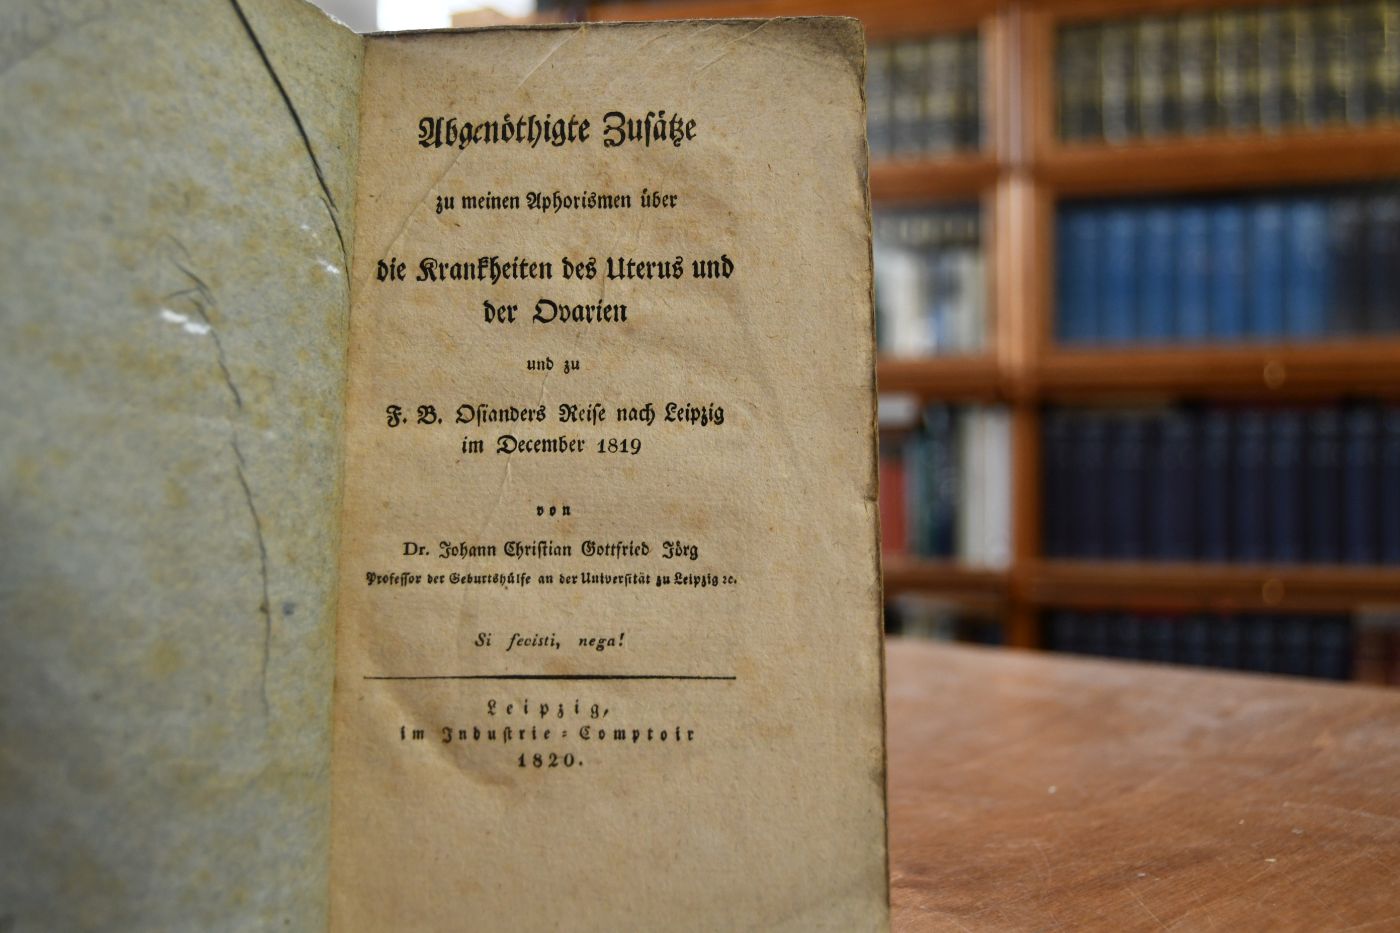 Abgenöthigte Zusätze
zu meinen Aphorismen über
die Krankheiten des Uterus und
der Ovarien
und zu
F. B. Osianders Reise nach Leipzig
im December 1819
von
Dr. Johann Christian Gottfried Jörg
Professor der Geburtshülfe an der Universität zu Leipzig ꝛc.
Si fecisti, nega!
Leipzig,
im Industrie-Comptoir
1820.